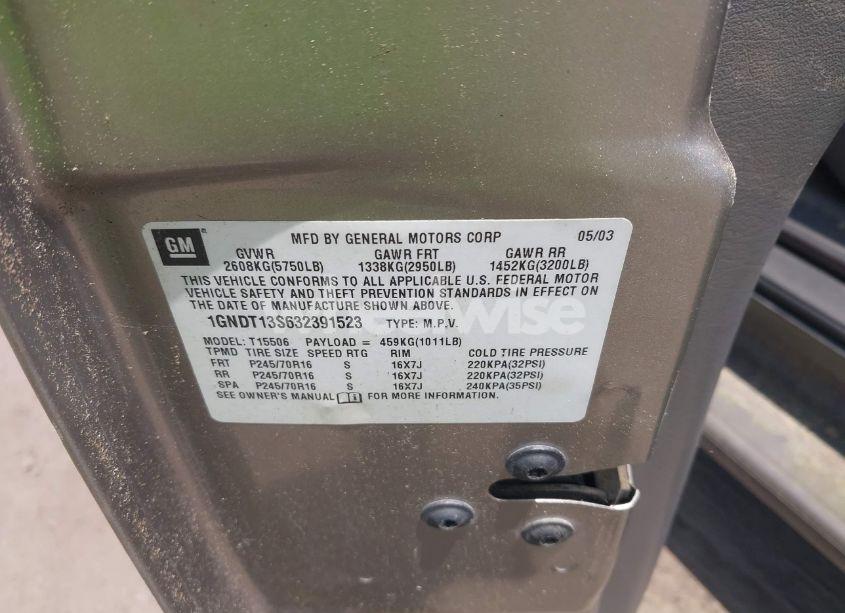 GM
MFD BY GENERAL MOTORS CORP 05/03
GVWR GAWR FRT GAWR RR
2608KG(5750LB) 1338KG(2950LB) 1452KG(3200LB)
THIS VEHICLE CONFORMS TO ALL APPLICABLE U.S. FEDERAL MOTOR
VEHICLE SAFETY AND THEFT PREVENTION STANDARDS IN EFFECT ON
THE DATE OF MANUFACTURE SHOWN ABOVE.
1GNDT13S632391523 TYPE: M.P.V.
MODEL: T15506 PAYLOAD = 459KG(1011LB)
TPMD TIRE SIZE SPEED RTG RIM COLD TIRE PRESSURE
FRT P245/70R16 S 16X7J 220KPA(32PSI)
RR P245/70R16 S 16X7J 220KPA(32PSI)
SPA P245/70R16 S 16X7J 240KPA(35PSI)
SEE OWNER'S MANUAL FOR MORE INFORMATION.